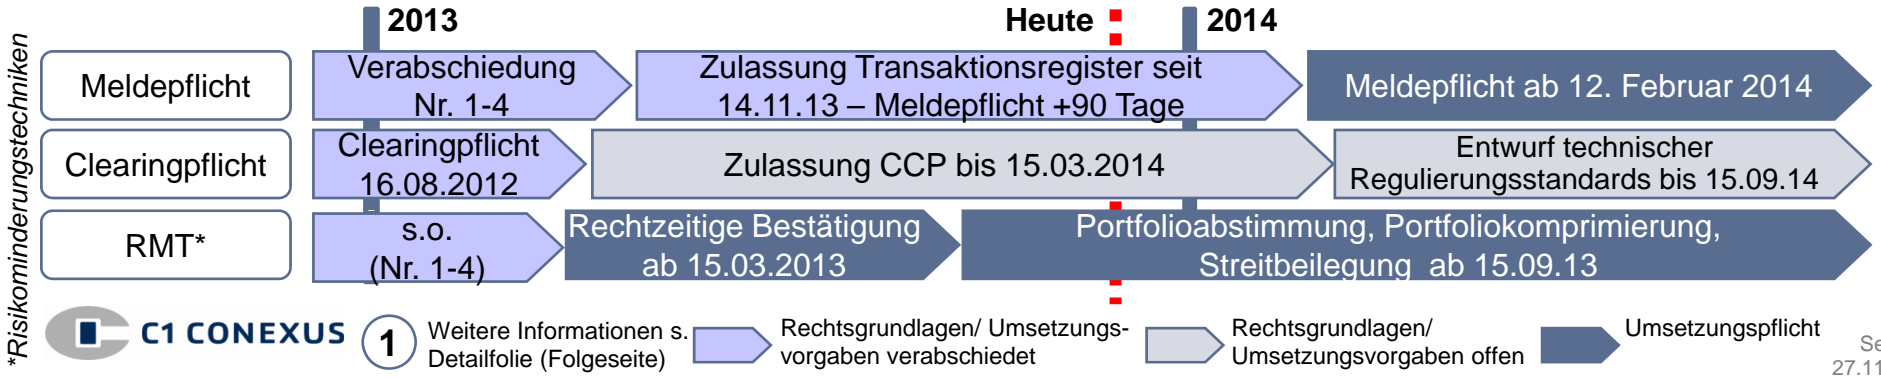 2013
Heute
2014
Meldepflicht
Verabschiedung
Nr. 1-4
Zulassung Transaktionsregister seit
14.11.13 – Meldepflicht +90 Tage
Meldepflicht ab 12. Februar 2014
Clearingpflicht
Clearingpflicht
16.08.2012
Zulassung CCP bis 15.03.2014
Entwurf technischer
Regulierungsstandards bis 15.09.14
RMT*
s.o.
(Nr. 1-4)
Rechtzeitige Bestätigung
ab 15.03.2013
Portfolioabstimmung, Portfoliokomprimierung,
Streitbeilegung ab 15.09.13
*Risikominderungstechniken
C1 CONEXUS
1
Weitere Informationen s.
Detailfolie (Folgeseite)
Rechtsgrundlagen/ Umsetzungs-
vorgaben verabschiedet
Rechtsgrundlagen/
Umsetzungsvorgaben offen
Umsetzungspflicht
Se
27.11